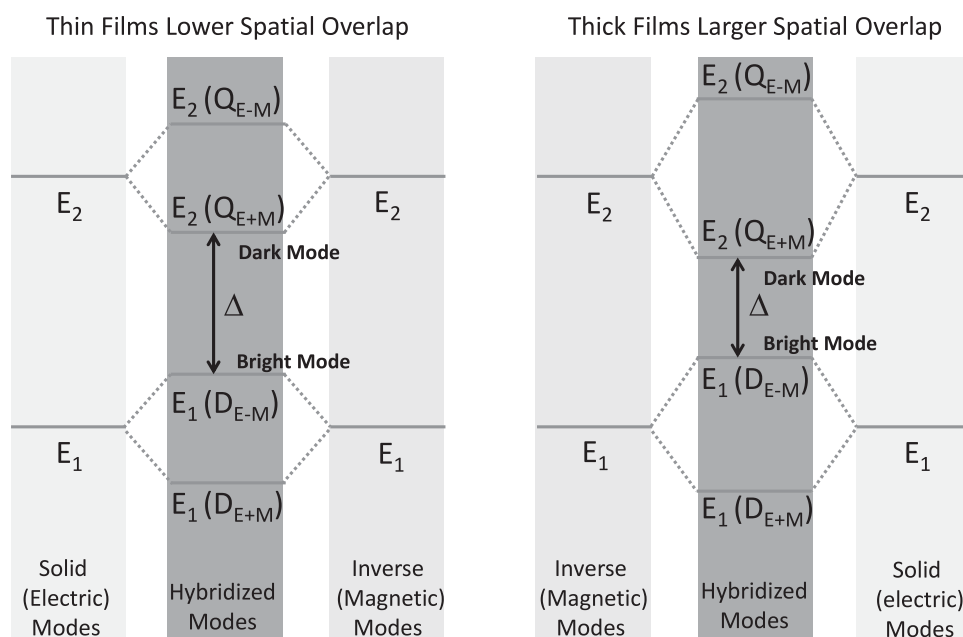 Thin Films Lower Spatial Overlap
E2 (QE-M)
E2
E2
E2 (QE+M)
Dark Mode
Δ
Bright Mode
E1 (DE-M)
E1
E1
E1 (DE+M)
Solid
(Electric)
Modes
Hybridized
Modes
Inverse
(Magnetic)
Modes
Thick Films Larger Spatial Overlap
E2 (QE-M)
E2
E2
E2 (QE+M)
Dark Mode
Δ
Bright Mode
E1 (DE-M)
E1
E1
E1 (DE+M)
Inverse
(Magnetic)
Modes
Hybridized
Modes
Solid
(electric)
Modes